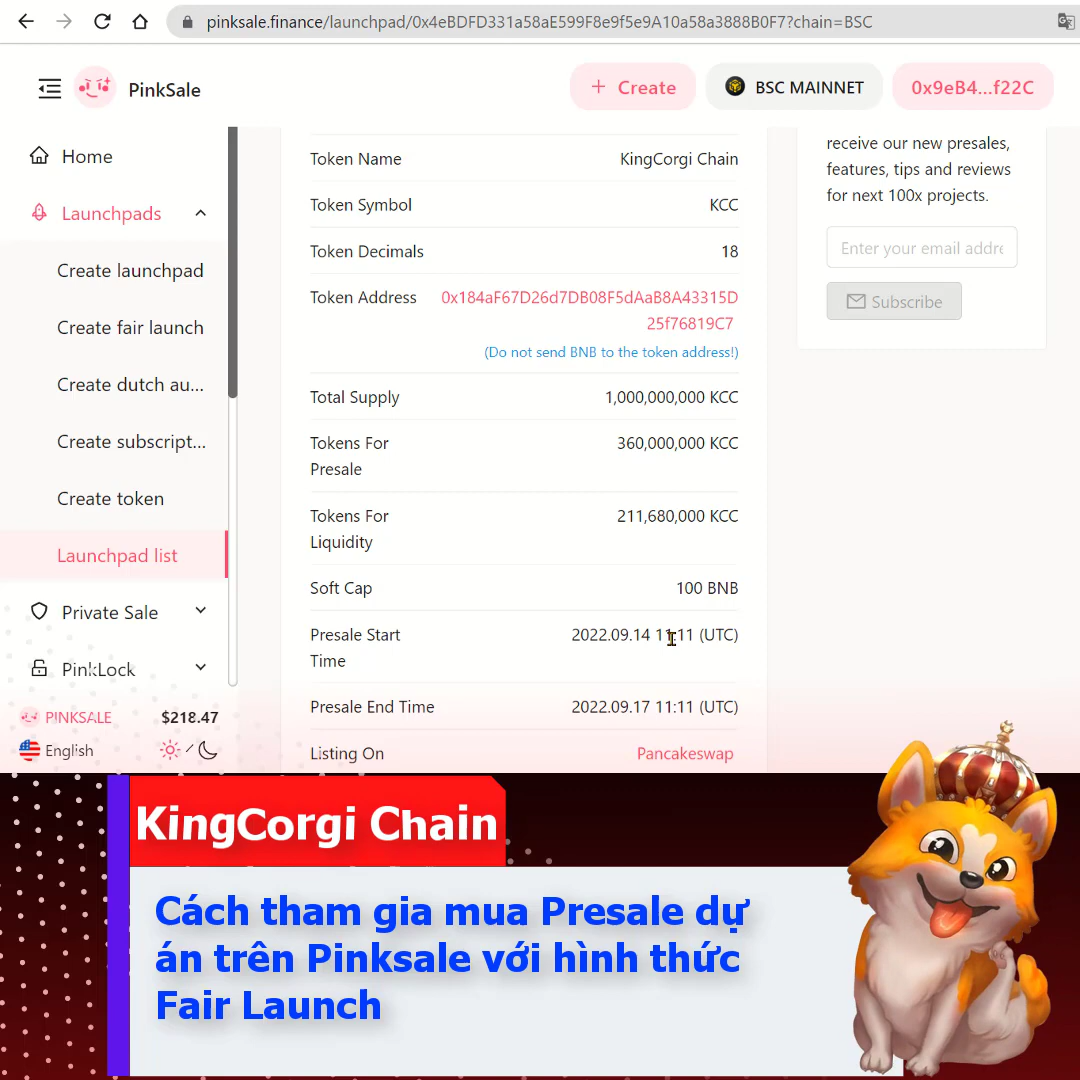 pinksale.finance/launchpad/0x4eBDFD331a58aE599F8e9f5e9A10a58a3888B0F7?chain=BSC
PinkSale
+ Create
BSC MAINNET
0x9eB4...f22C
Home
Launchpads
Create launchpad
Create fair launch
Create dutch au...
Create subscript...
Create token
Launchpad list
Private Sale
PinkLock
PINKSALE $218.47
English
Token Name KingCorgi Chain
Token Symbol KCC
Token Decimals 18
Token Address 0x184aF67D26d7DB08F5dAaB8A43315D
25f76819C7
(Do not send BNB to the token address!)
Total Supply 1,000,000,000 KCC
Tokens For 360,000,000 KCC
Presale
Tokens For 211,680,000 KCC
Liquidity
Soft Cap 100 BNB
Presale Start 2022.09.14 11:11 (UTC)
Time
Presale End Time 2022.09.17 11:11 (UTC)
Listing On Pancakeswap
receive our new presales,
features, tips and reviews
for next 100x projects.
Enter your email addre
Subscribe
KingCorgi Chain
Cách tham gia mua Presale dự
án trên Pinksale với hình thức
Fair Launch